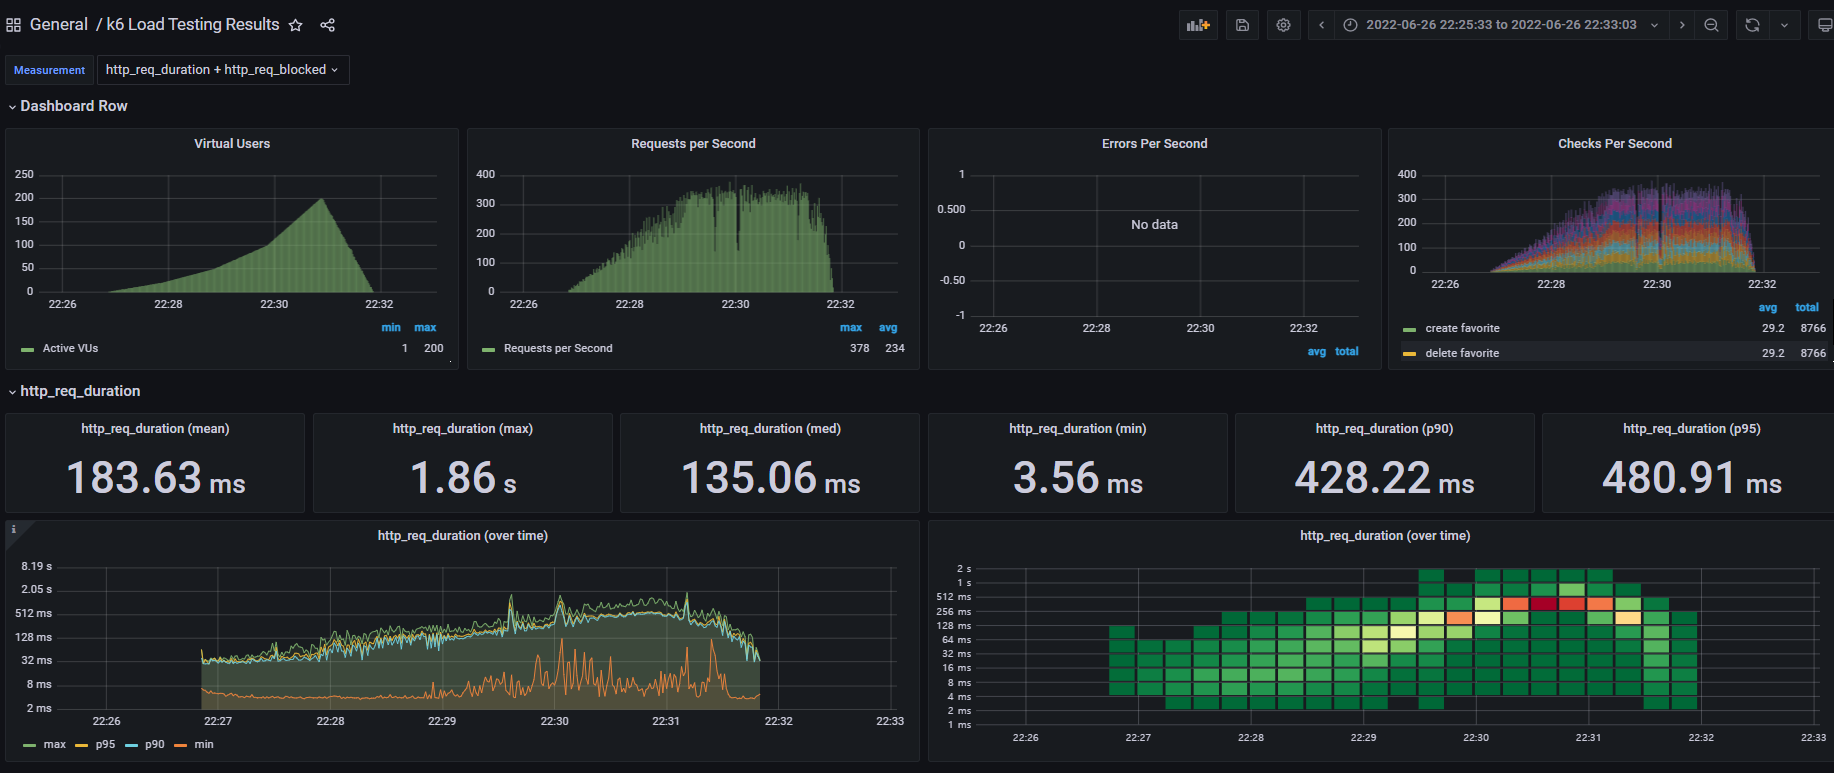 General / k6 Load Testing Results
2022-06-26 22:25:33 to 2022-06-26 22:33:03
Measurement http_req_duration + http_req_blocked
Dashboard Row
Virtual Users
250
200
150
100
50
0
22:26 22:28 22:30 22:32
min max
Active VUs 1 200
Requests per Second
400
300
200
100
0
22:26 22:28 22:30 22:32
max avg
Requests per Second 378 234
Errors Per Second
1
0.500
0
-0.50
-1
No data
22:26 22:28 22:30 22:32
avg total
Checks Per Second
400
300
200
100
0
22:26 22:28 22:30 22:32
avg total
create favorite 29.2 8766
delete favorite 29.2 8766
http_req_duration
http_req_duration (mean)
183.63 ms
http_req_duration (max)
1.86 s
http_req_duration (med)
135.06 ms
http_req_duration (min)
3.56 ms
http_req_duration (p90)
428.22 ms
http_req_duration (p95)
480.91 ms
i
http_req_duration (over time)
8.19 s
2.05 s
512 ms
128 ms
32 ms
8 ms
2 ms
22:26 22:27 22:28 22:29 22:30 22:31 22:32 22:33
max p95 p90 min
http_req_duration (over time)
2 s
1 s
512 ms
256 ms
128 ms
64 ms
32 ms
16 ms
8 ms
4 ms
2 ms
1 ms
22:26 22:27 22:28 22:29 22:30 22:31 22:32 22:33